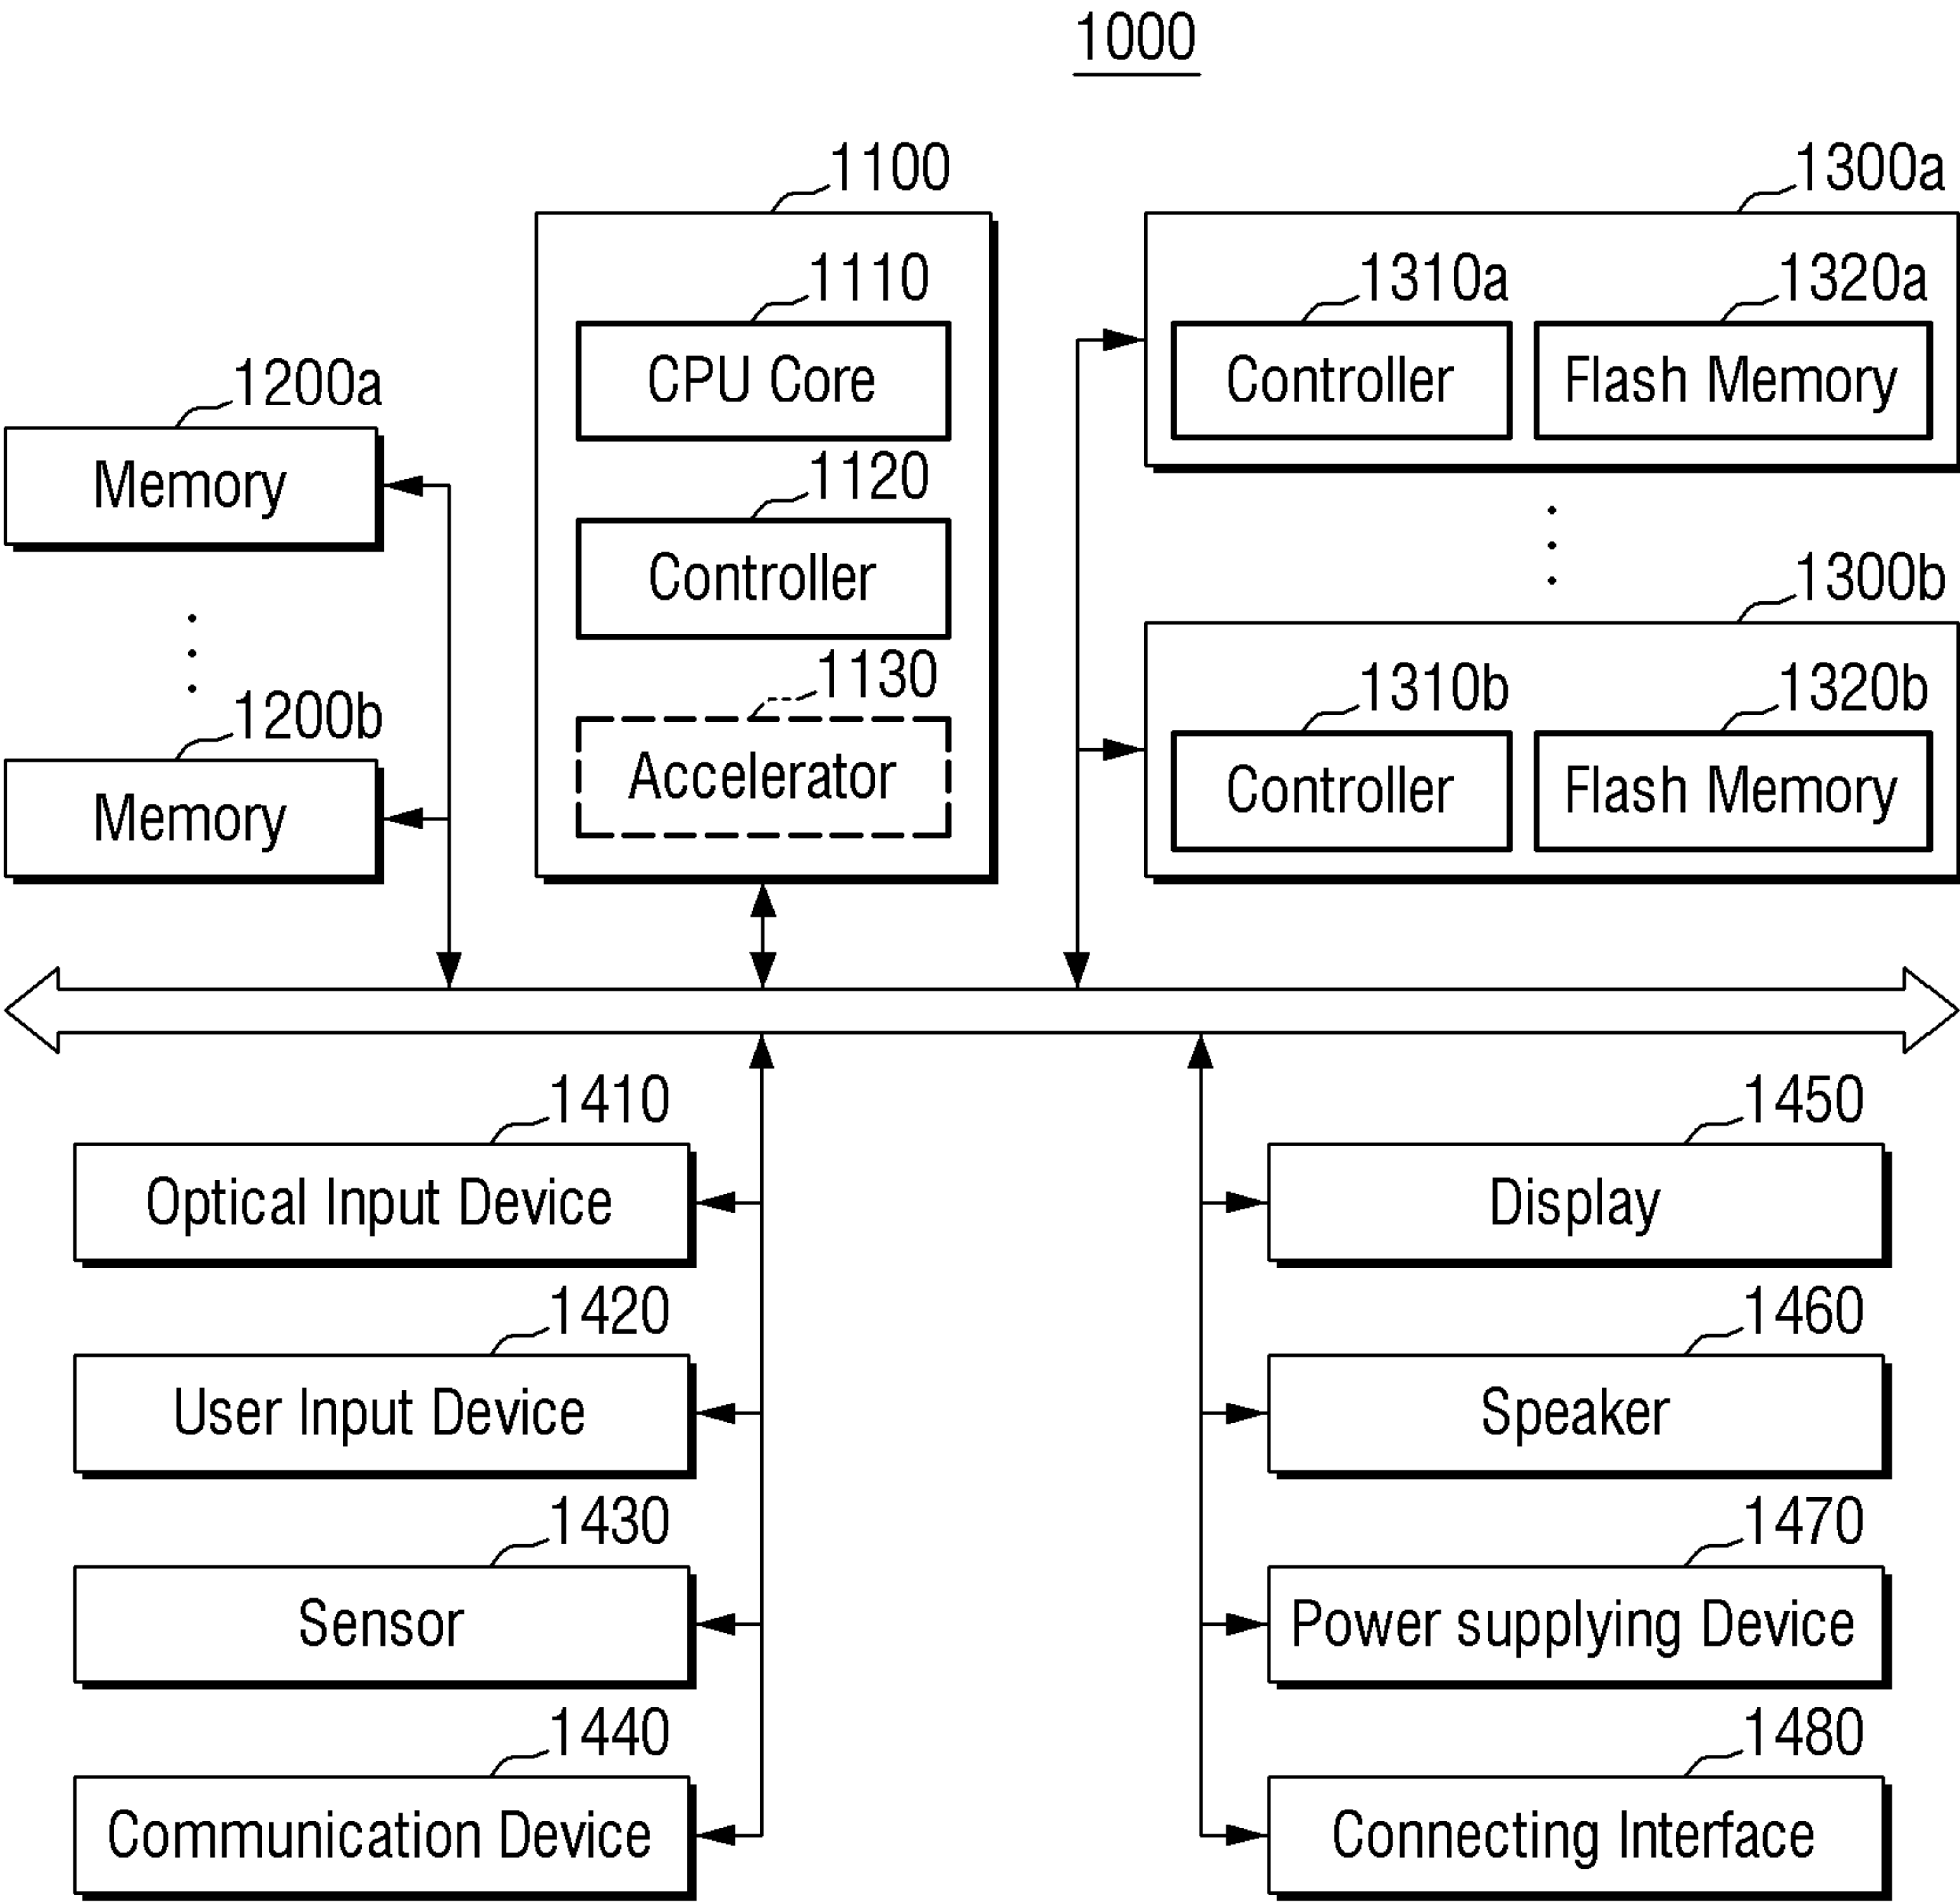 1000
1100
1110
CPU Core
1120
Controller
1130
Accelerator
1200a
Memory
1200b
Memory
1300a
1310a
Controller
1320a
Flash Memory
1300b
1310b
Controller
1320b
Flash Memory
1410
Optical Input Device
1420
User Input Device
1430
Sensor
1440
Communication Device
1450
Display
1460
Speaker
1470
Power supplying Device
1480
Connecting Interface